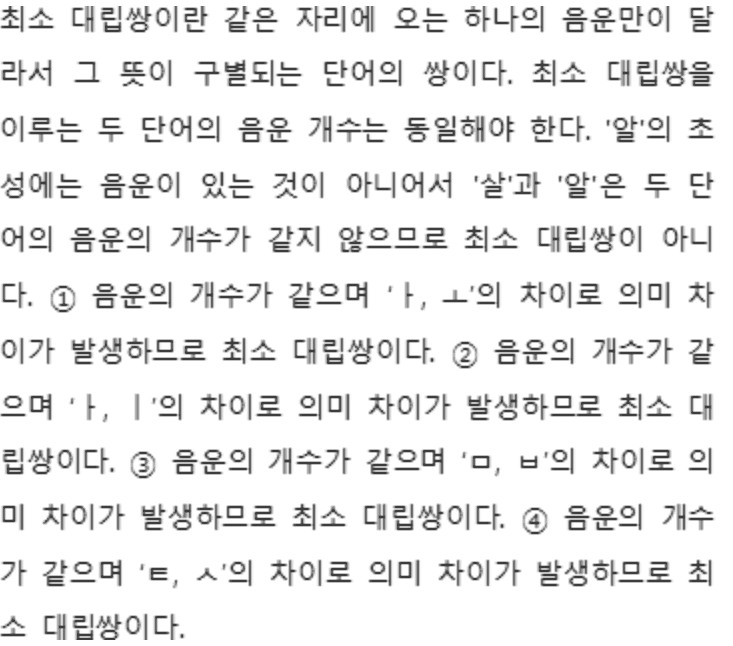 최소 대립쌍이란 같은 자리에 오는 하나의 음운만이 달
라서 그 뜻이 구별되는 단어의 쌍이다. 최소 대립쌍을
이루는 두 단어의 음운 개수는 동일해야 한다. '알'의 초
성에는 음운이 있는 것이 아니어서 '살'과 '알'은 두 단
어의 음운의 개수가 같지 않으므로 최소 대립쌍이 아니
다. ① 음운의 개수가 같으며 'ㅏ, ㅗ'의 차이로 의미 차
이가 발생하므로 최소 대립쌍이다. ② 음운의 개수가 같
으며 'ㅏ, ㅣ'의 차이로 의미 차이가 발생하므로 최소 대
립쌍이다. ③ 음운의 개수가 같으며 'ㅁ, ㅂ'의 차이로 의
미 차이가 발생하므로 최소 대립쌍이다. ④ 음운의 개수
가 같으며 'ㅌ, ㅅ'의 차이로 의미 차이가 발생하므로 최
소 대립쌍이다.